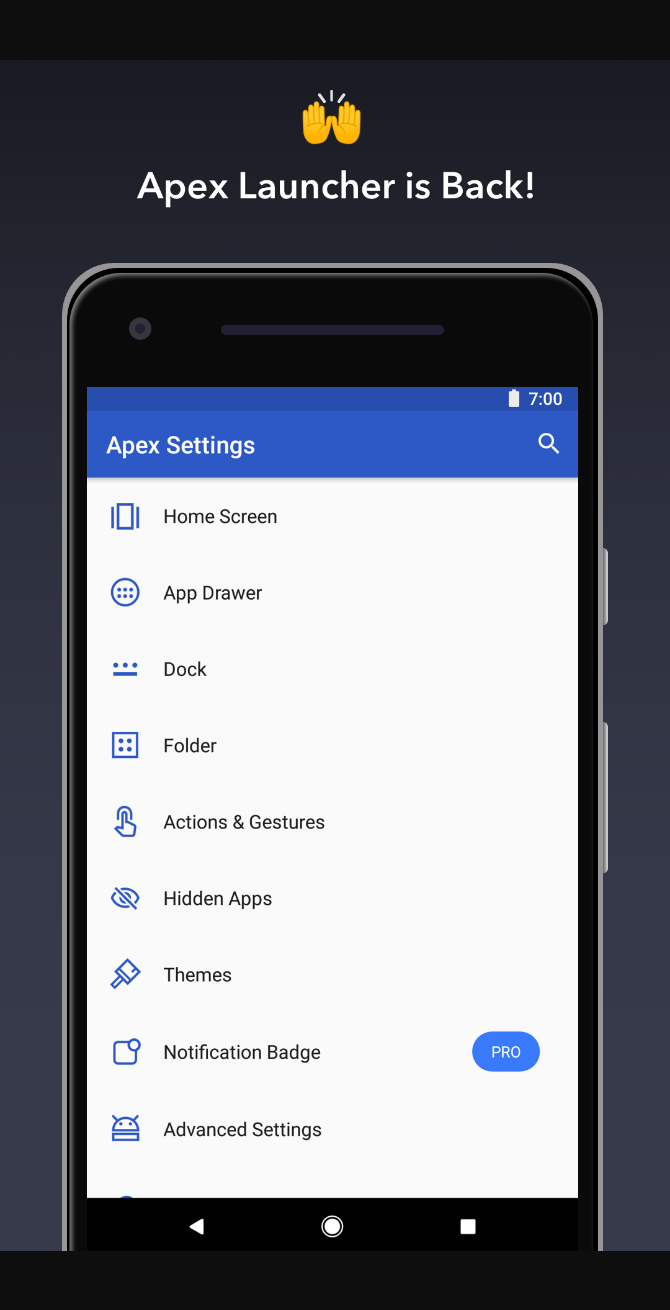 Apex Launcher is Back!
7:00
Apex Settings
Home Screen
App Drawer
Dock
Folder
Actions & Gestures
Hidden Apps
Themes
Notification Badge PRO
Advanced Settings